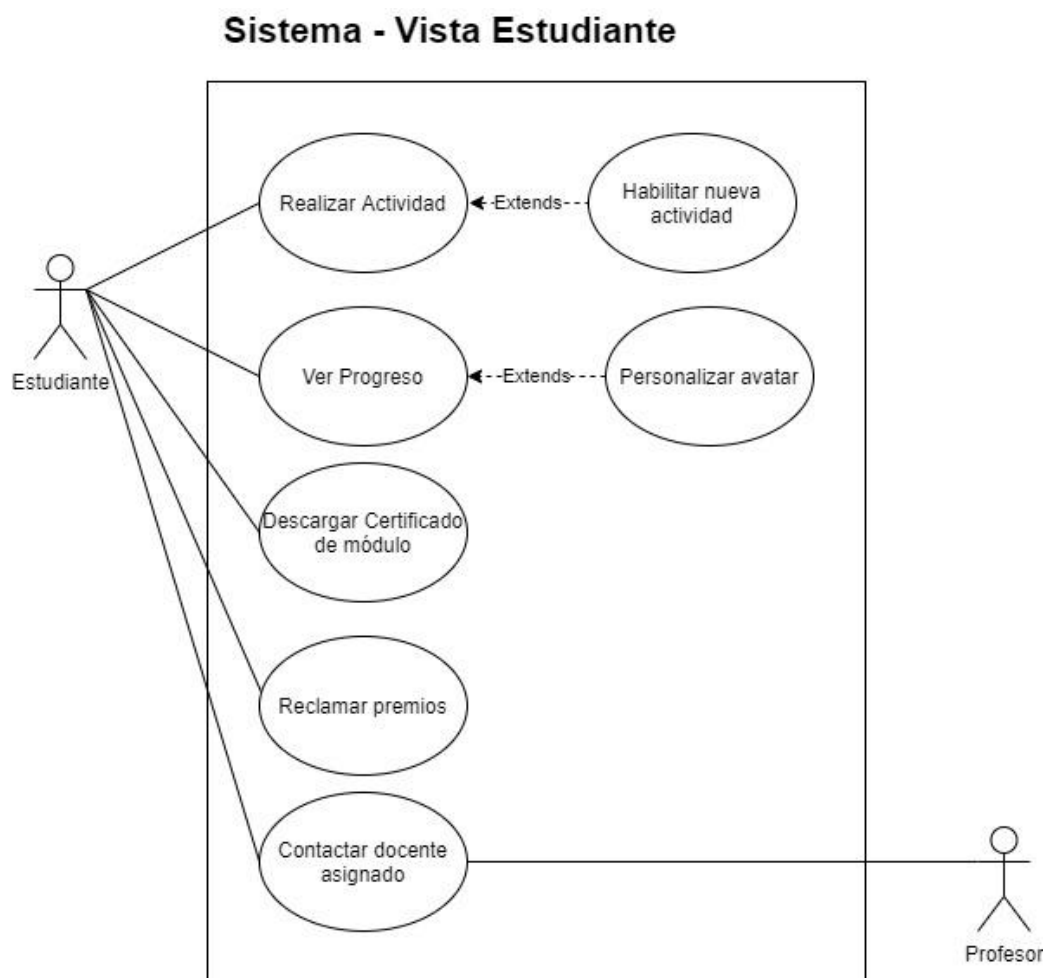 Sistema - Vista Estudiante
Realizar Actividad
Extends
Habilitar nueva
actividad
Estudiante
Ver Progreso
Extends
Personalizar avatar
Descargar Certificado
de módulo
Reclamar premios
Contactar docente
asignado
Profesor